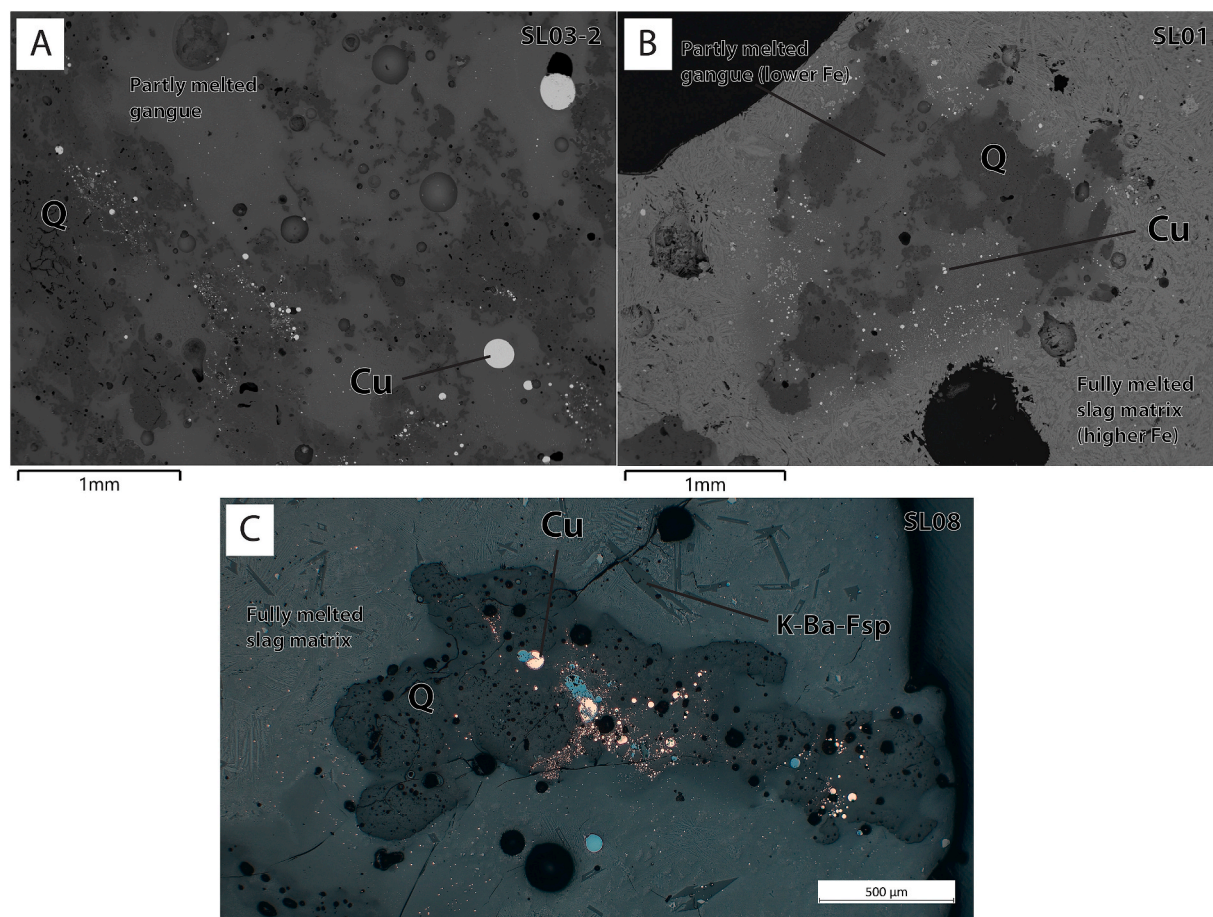 A
SL03-2
Partly melted
gangue
Q
Cu
1mm
B
SL01
Partly melted
gangue (lower Fe)
Q
Cu
Fully melted
slag matrix
(higher Fe)
1mm
C
Cu
SL08
Fully melted
slag matrix
K-Ba-Fsp
Q
500 µm